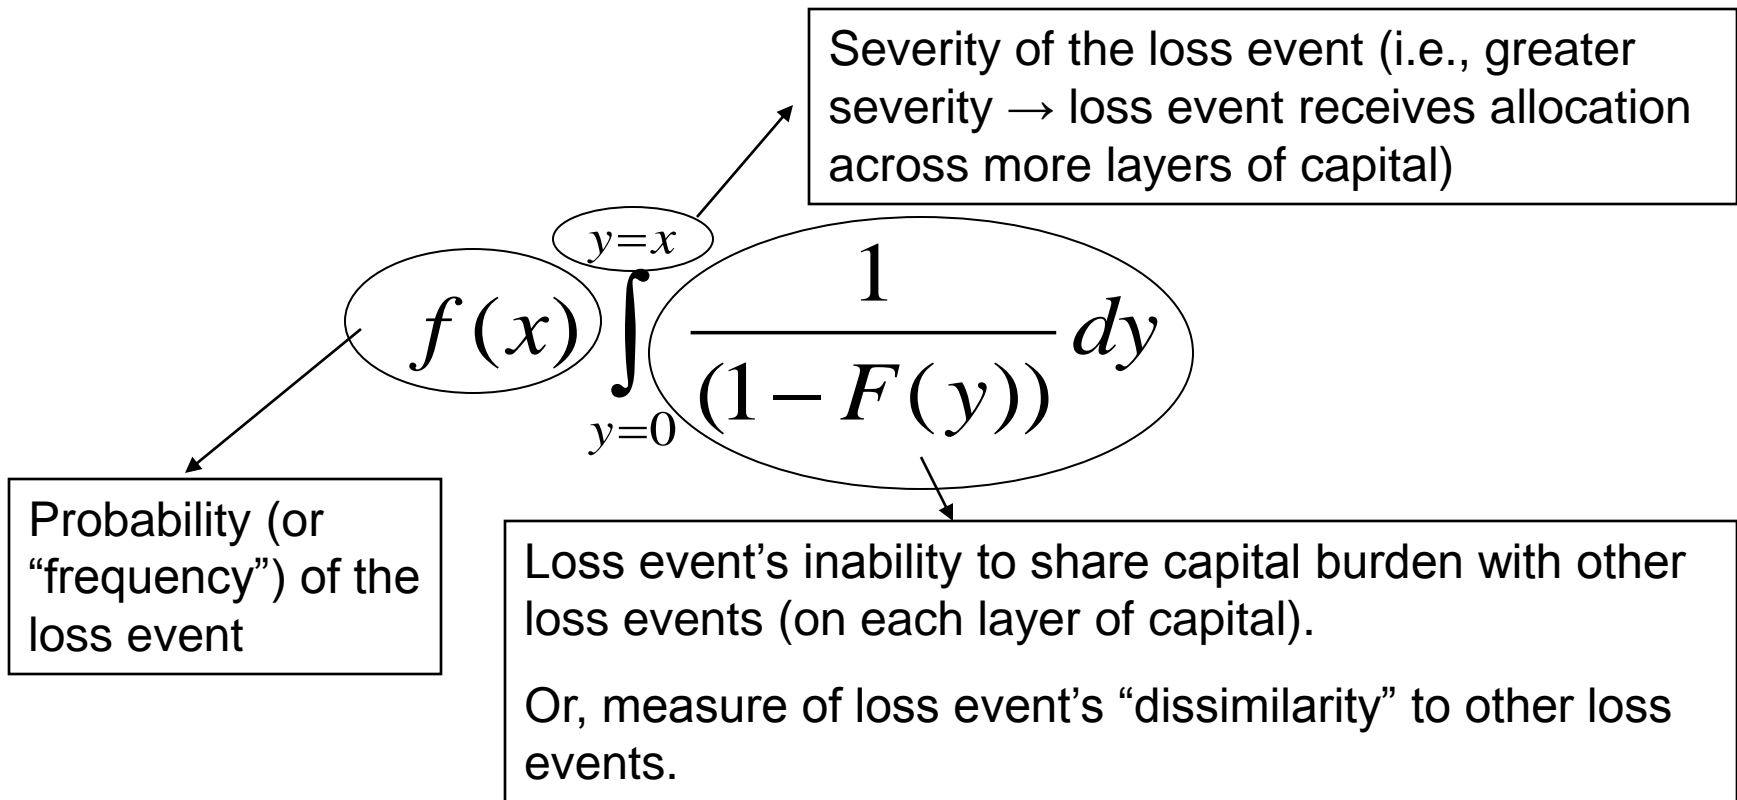 Severity of the loss event (i.e., greater
severity → loss event receives allocation
across more layers of capital)
y=x
f(x) ∫ 1/(1−F(y)) dy
y=0
Probability (or
“frequency”) of the
loss event
Loss event’s inability to share capital burden with other
loss events (on each layer of capital).
Or, measure of loss event’s “dissimilarity” to other loss
events.